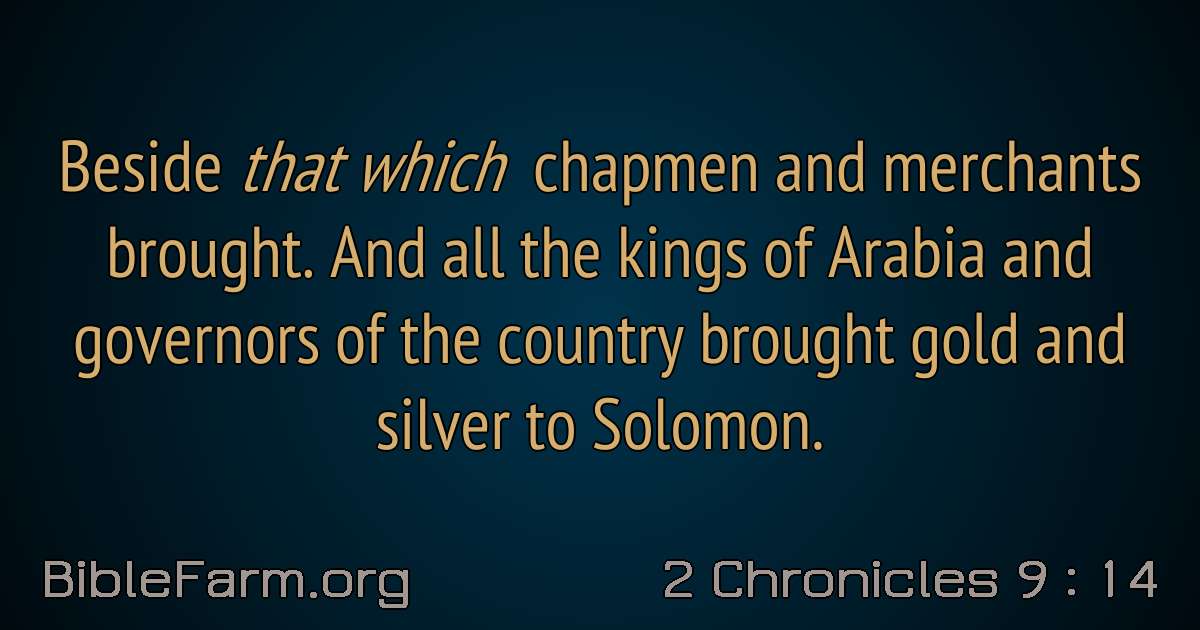 Beside that which chapmen and merchants
brought. And all the kings of Arabia and
governors of the country brought gold and
silver to Solomon.
BibleFarm.org
2 Chronicles 9 : 14